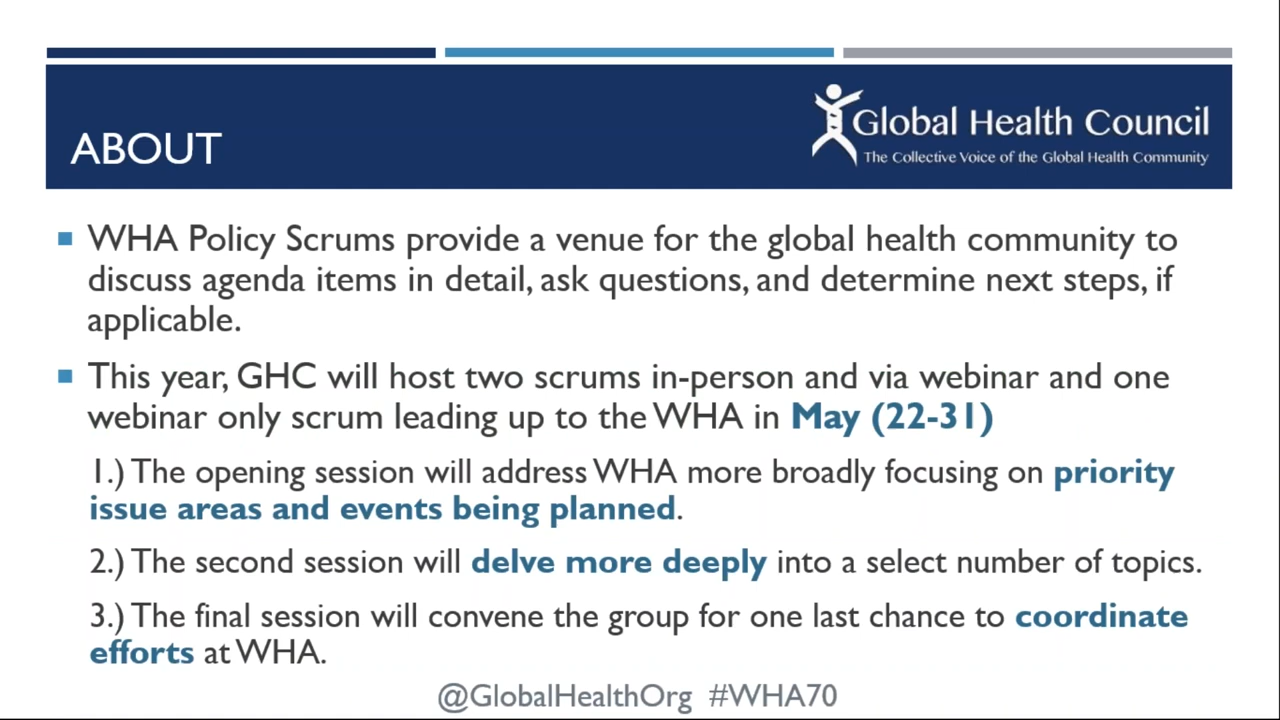 ABOUT
Global Health Council
The Collective Voice of the Global Health Community
WHA Policy Scrums provide a venue for the global health community to
discuss agenda items in detail, ask questions, and determine next steps, if
applicable.
This year, GHC will host two scrums in-person and via webinar and one
webinar only scrum leading up to the WHA in May (22-31)
1.) The opening session will address WHA more broadly focusing on priority
issue areas and events being planned.
2.) The second session will delve more deeply into a select number of topics.
3.) The final session will convene the group for one last chance to coordinate
efforts at WHA.
@GlobalHealthOrg #WHA70